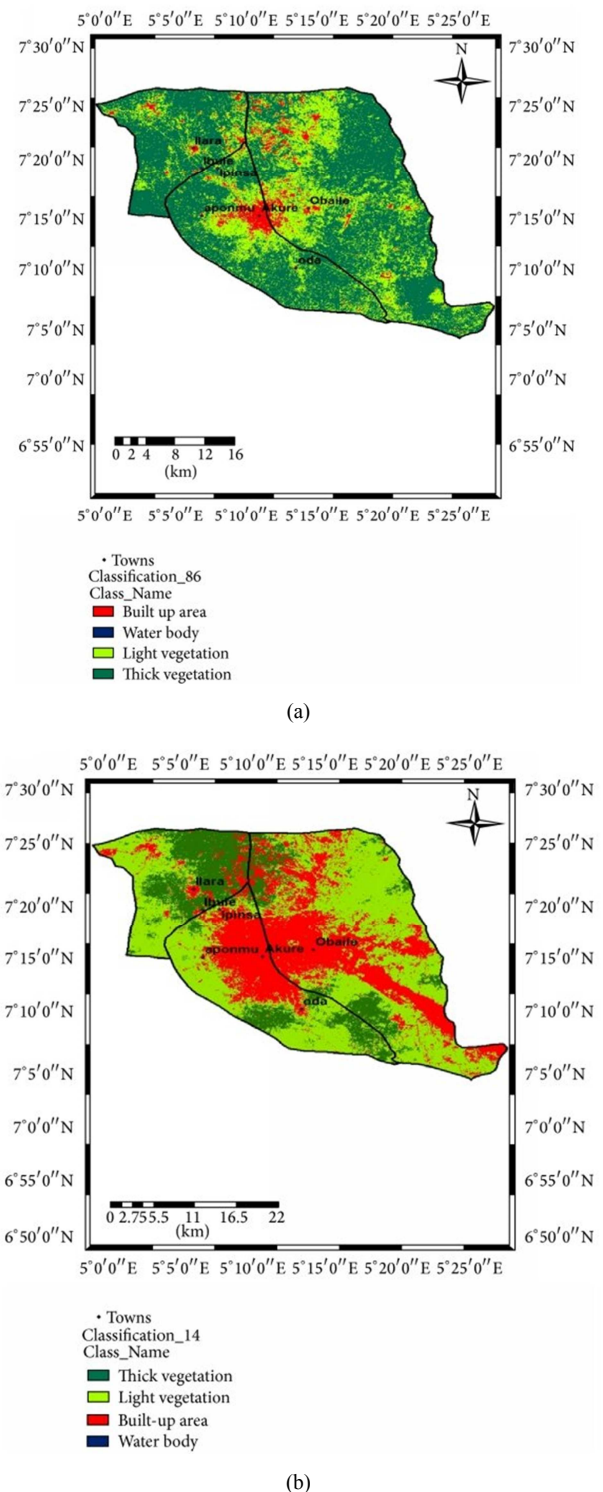 5°0′0″E 5°5′0″E 5°10′0″E 5°15′0″E 5°20′0″E 5°25′0″E
7°30′0″N 7°30′0″N
N
7°25′0″N 7°25′0″N
Ilara
7°20′0″N 7°20′0″N
Ibule
Ipinsa
aponmu Akure Obaile
7°15′0″N 7°15′0″N
oda
7°10′0″N 7°10′0″N
7°5′0″N 7°5′0″N
7°0′0″N 7°0′0″N
6°55′0″N 6°55′0″N
0 2 4 8 12 16
(km)
5°0′0″E 5°5′0″E 5°10′0″E 5°15′0″E 5°20′0″E 5°25′0″E
• Towns
Classification_86
Class_Name
Built up area
Water body
Light vegetation
Thick vegetation
(a)
5°0′0″E 5°5′0″E 5°10′0″E 5°15′0″E 5°20′0″E 5°25′0″E
7°30′0″N 7°30′0″N
N
7°25′0″N 7°25′0″N
Ilara
7°20′0″N 7°20′0″N
Ibule
Ipinsa
aponmu Akure Obaile
7°15′0″N 7°15′0″N
oda
7°10′0″N 7°10′0″N
7°5′0″N 7°5′0″N
7°0′0″N 7°0′0″N
6°55′0″N 6°55′0″N
0 2.755.5 11 16.5 22
(km)
6°50′0″N 6°50′0″N
5°0′0″E 5°5′0″E 5°10′0″E 5°15′0″E 5°20′0″E 5°25′0″E
• Towns
Classification_14
Class_Name
Thick vegetation
Light vegetation
Built-up area
Water body
(b)